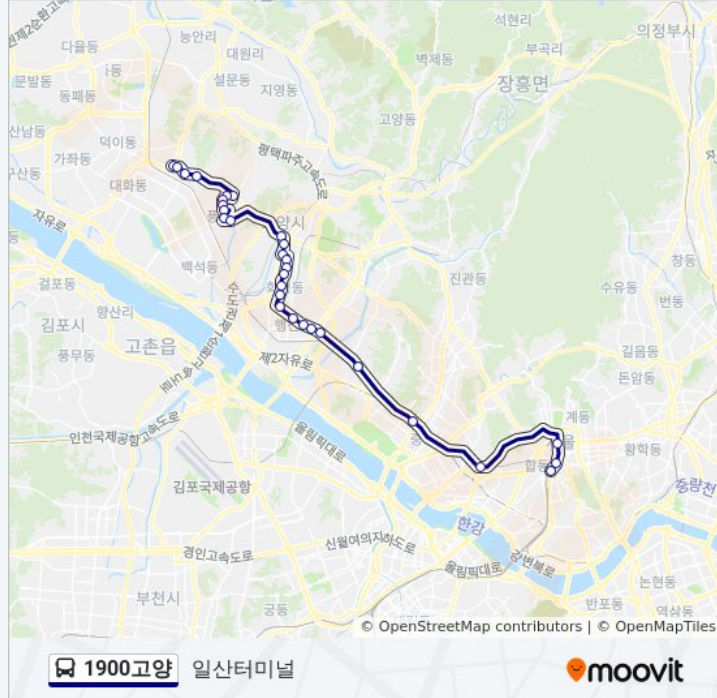 석현리
능안리
의정부시
다율동
대원리
벽제동
부곡리
문발동
설문동
장흥면
동패동
지영동
고양동
산남동
덕이동
평택파주고속도로
가좌동
대화동
구산동
자유로
양시
백석동
진관동
창동
걸포동
향산리
수유동
번동
김포시
고촌읍
풍무동
제2자유로
길음동
돈암동
계동
인천국제공항고속도로
올림픽대로
황학동
합동
김포국제공항
중랑천
한강
신월여의지하도로
경인고속도로
강변북로
올림픽대로
논현동
부천시
궁동
반포동
역삼동
© OpenStreetMap contributors | © OpenMapTiles
1900고양 일산터미널
moovit